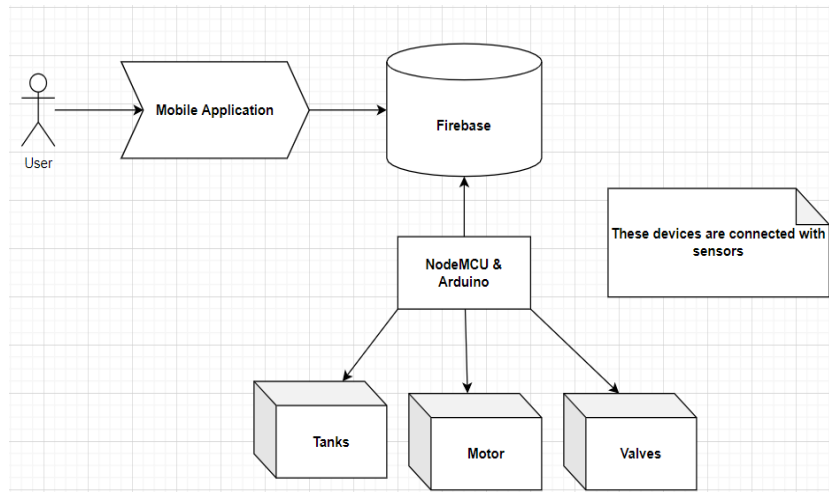 Mobile Application
Firebase
User
These devices are connected with
sensors
NodeMCU &
Arduino
Tanks
Motor
Valves